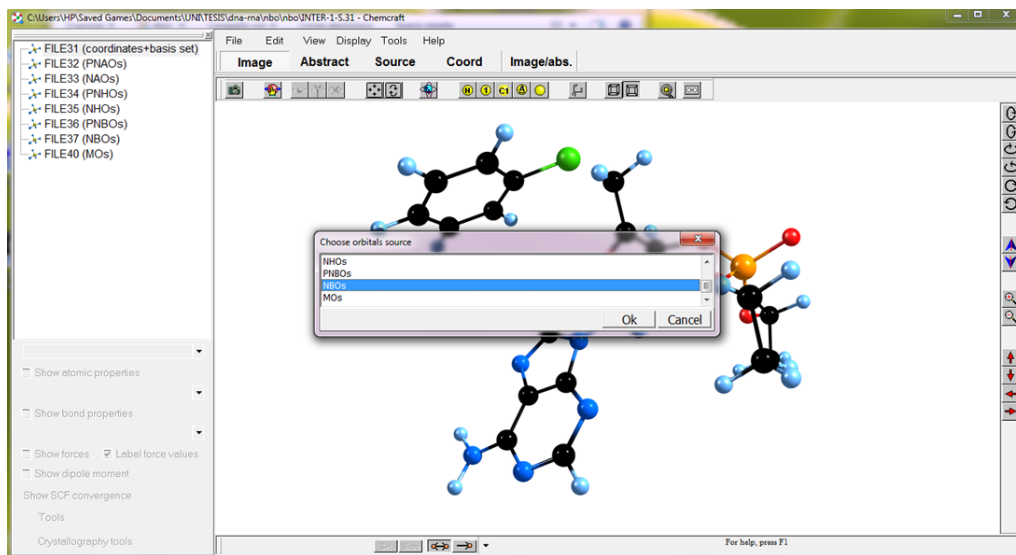 C:\Users\HP\Saved Games\Documents\UNI\TESIS\dna-rna\nbo\nbo\INTER-1-S.31 - Chemcraft
FILE31 (coordinates+basis set)
FILE32 (PNAOs)
FILE33 (NAOs)
FILE34 (PNHOs)
FILE35 (NHOs)
FILE36 (PNBOs)
FILE37 (NBOs)
FILE40 (MOs)
File Edit View Display Tools Help
Image Abstract Source Coord Image/abs.
H 1 C1 A
Choose orbitals source
NHOs
PNBOs
NBOs
MOs
Ok Cancel
Show atomic properties
Show bond properties
Show forces Label force values
Show dipole moment
Show SCF convergence
Tools
Crystallography tools
Set
For help, press F1